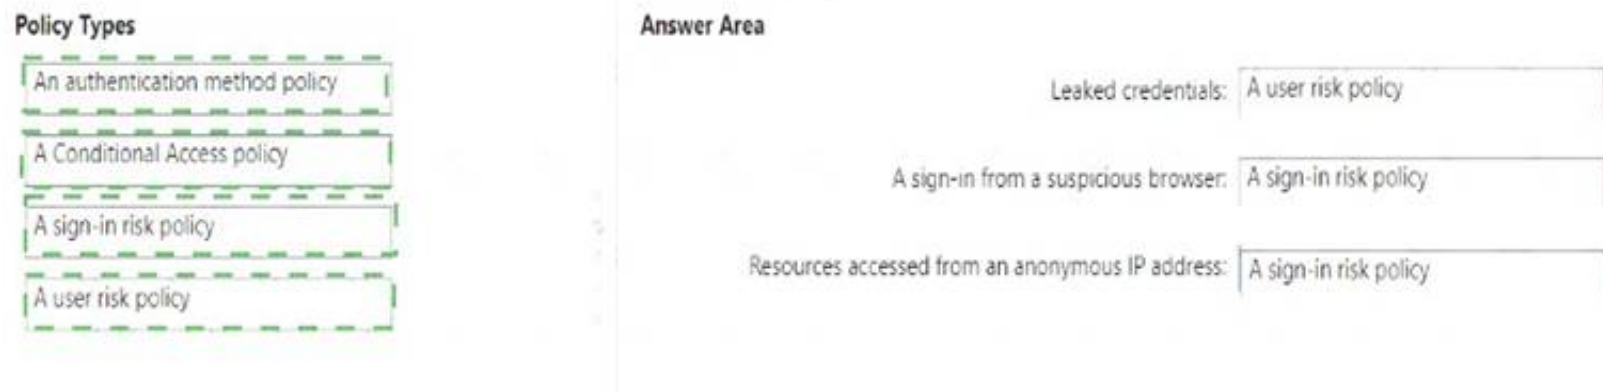 Policy Types
An authentication method policy
A Conditional Access policy
A sign-in risk policy
A user risk policy
Answer Area
Leaked credentials: A user risk policy
A sign-in from a suspicious browser: A sign-in risk policy
Resources accessed from an anonymous IP address: A sign-in risk policy